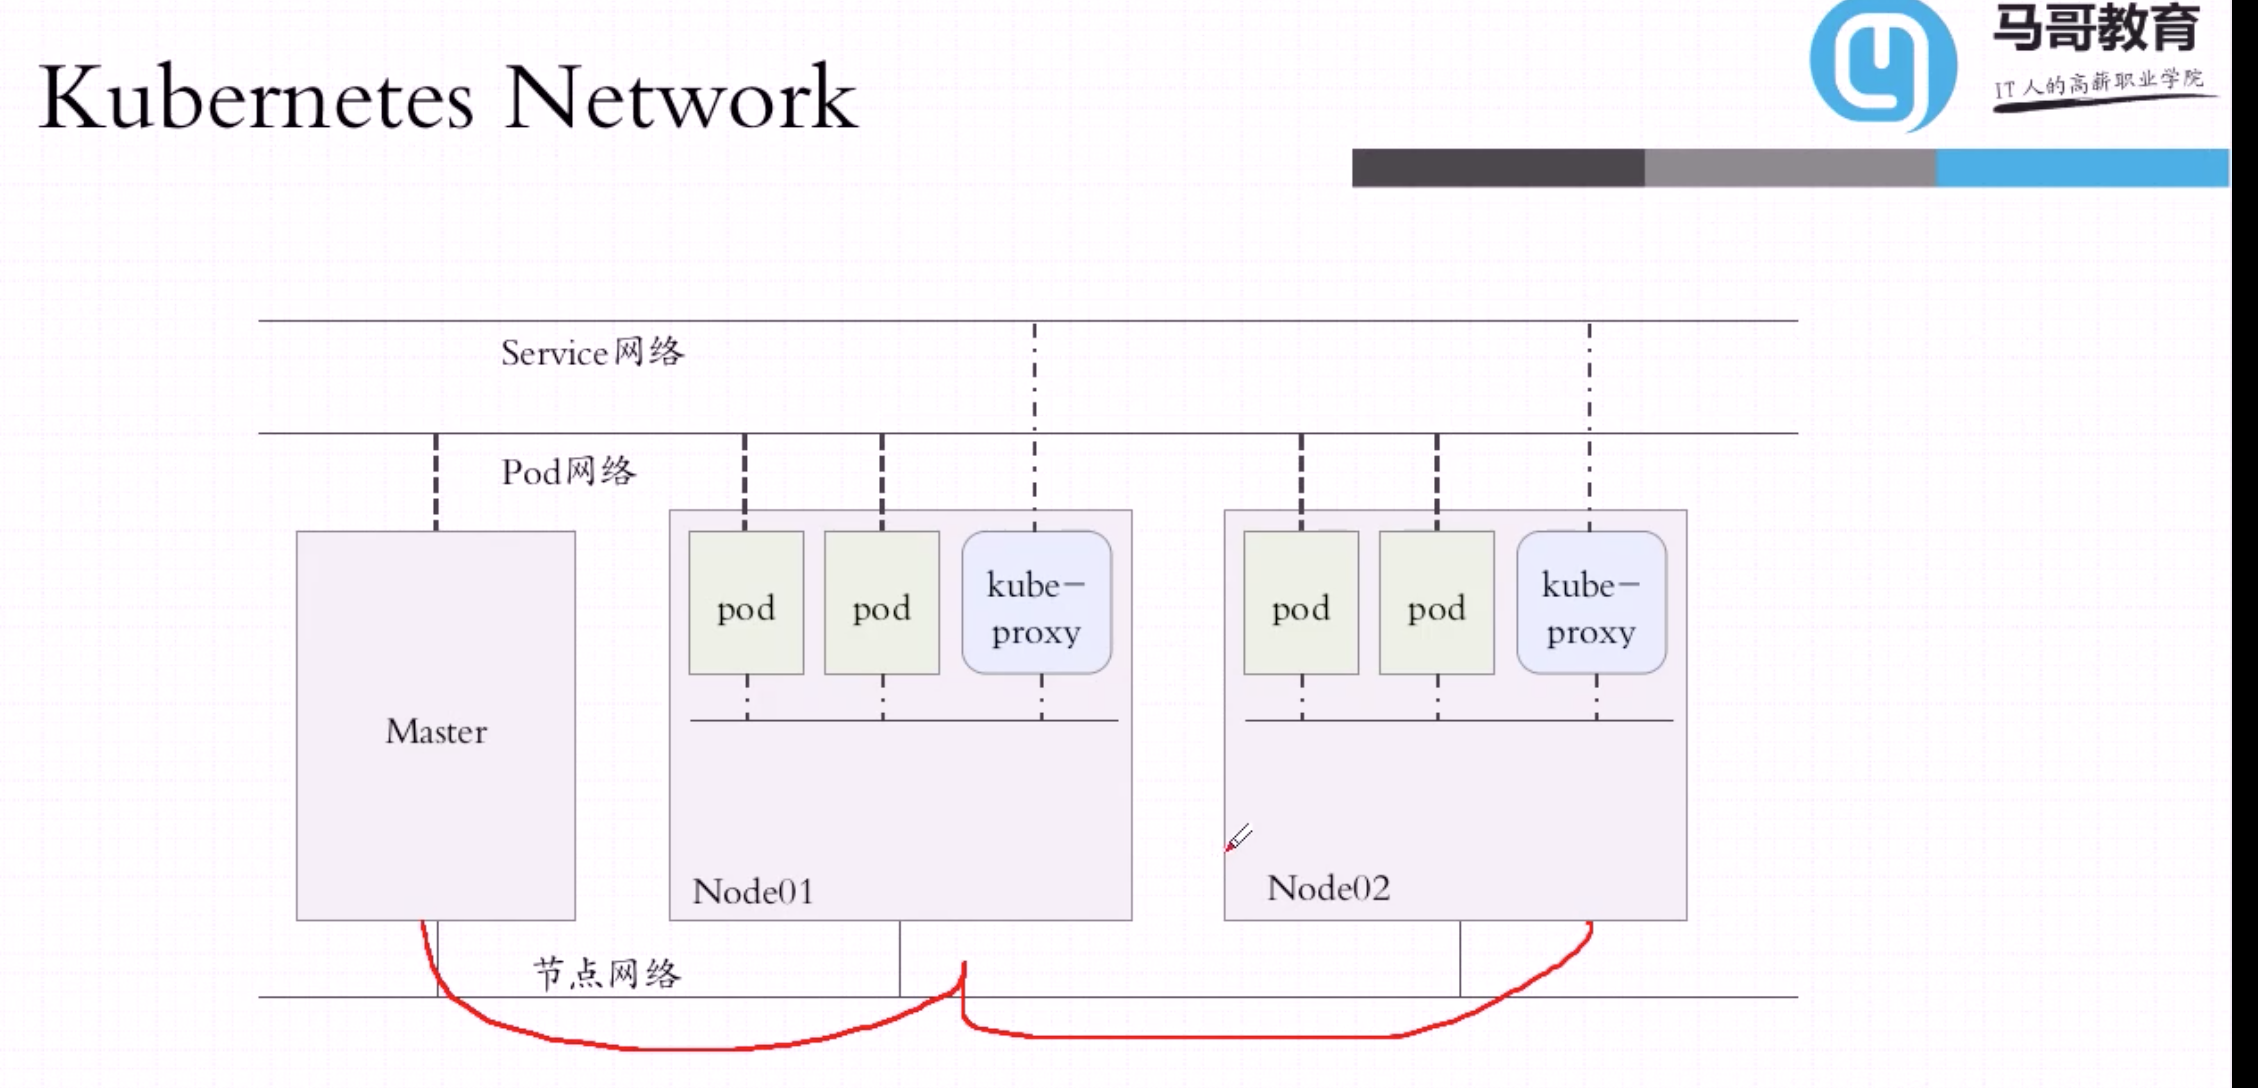 马哥教育
IT人的高薪职业学院
Kubernetes Network
Service网络
Pod网络
Master
pod
pod
kube-
proxy
Node01
pod
pod
kube-
proxy
Node02
节点网络